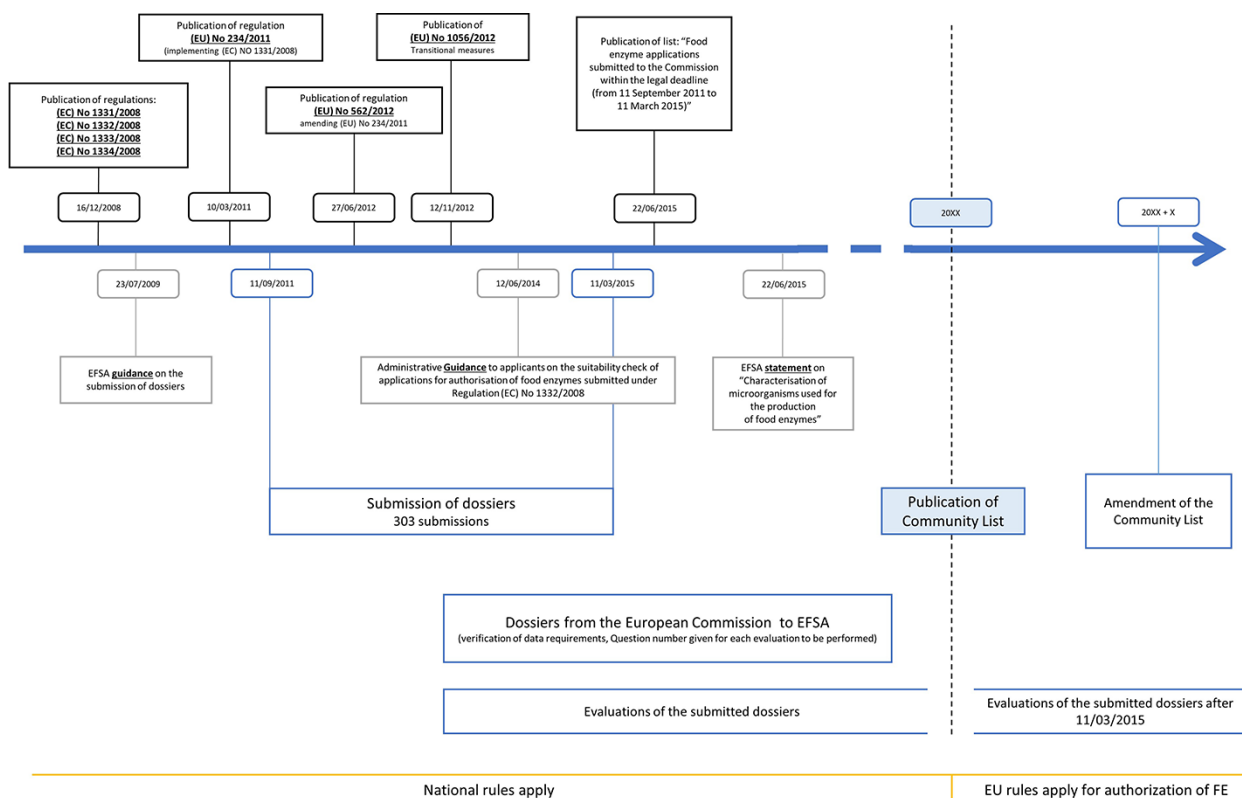 Publication of regulation
(EU) No 234/2011
(implementing (EC) NO 1331/2008)
Publication of
(EU) No 1056/2012
Transitional measures
Publication of list: “Food
enzyme applications
submitted to the Commission
within the legal deadline
(from 11 September 2011 to
11 March 2015)”
Publication of regulations:
(EC) No 1331/2008
(EC) No 1332/2008
(EC) No 1333/2008
(EC) No 1334/2008
Publication of regulation
(EU) No 562/2012
amending (EU) No 234/2011
16/12/2008
10/03/2011
27/06/2012
12/11/2012
22/06/2015
20XX
20XX + X
23/07/2009
11/09/2011
12/06/2014
11/03/2015
22/06/2015
EFSA guidance on the
submission of dossiers
Administrative Guidance to applicants on the suitability check of
applications for authorisation of food enzymes submitted under
Regulation (EC) No 1332/2008
EFSA statement on
“Characterisation of
microorganisms used for
the production
of food enzymes”
Submission of dossiers
303 submissions
Publication of
Community List
Amendment of the
Community List
Dossiers from the European Commission to EFSA
(verification of data requirements, Question number given for each evaluation to be performed)
Evaluations of the submitted dossiers
Evaluations of the submitted dossiers after
11/03/2015
National rules apply
EU rules apply for authorization of FE